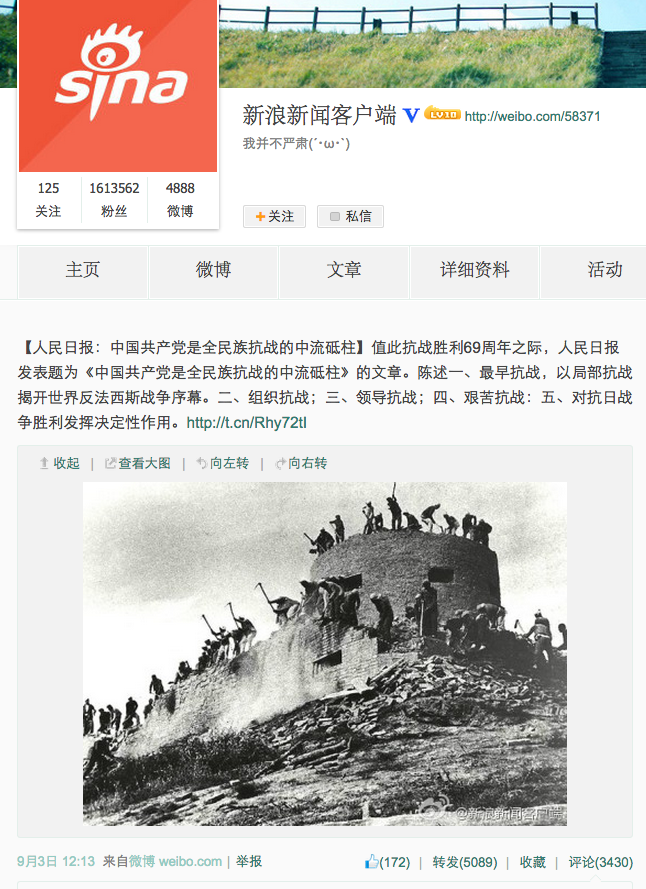 sina
新浪新闻客户端 V LV10 http://weibo.com/58371
我并不严肃(´･ω･`)
125 1613562 4888
关注 粉丝 微博
+关注 私信
主页 微博 文章 详细资料 活动
【人民日报：中国共产党是全民族抗战的中流砥柱】值此抗战胜利69周年之际，人民日报
发表题为《中国共产党是全民族抗战的中流砥柱》的文章。陈述一、最早抗战，以局部抗战
揭开世界反法西斯战争序幕。二、组织抗战；三、领导抗战；四、艰苦抗战：五、对抗日战
争胜利发挥决定性作用。http://t.cn/Rhy72tI
收起 | 查看大图 | 向左转 | 向右转
@新浪新闻客户端
9月3日 12:13 来自微博 weibo.com | 举报 (172) | 转发(5089) | 收藏 | 评论(3430)